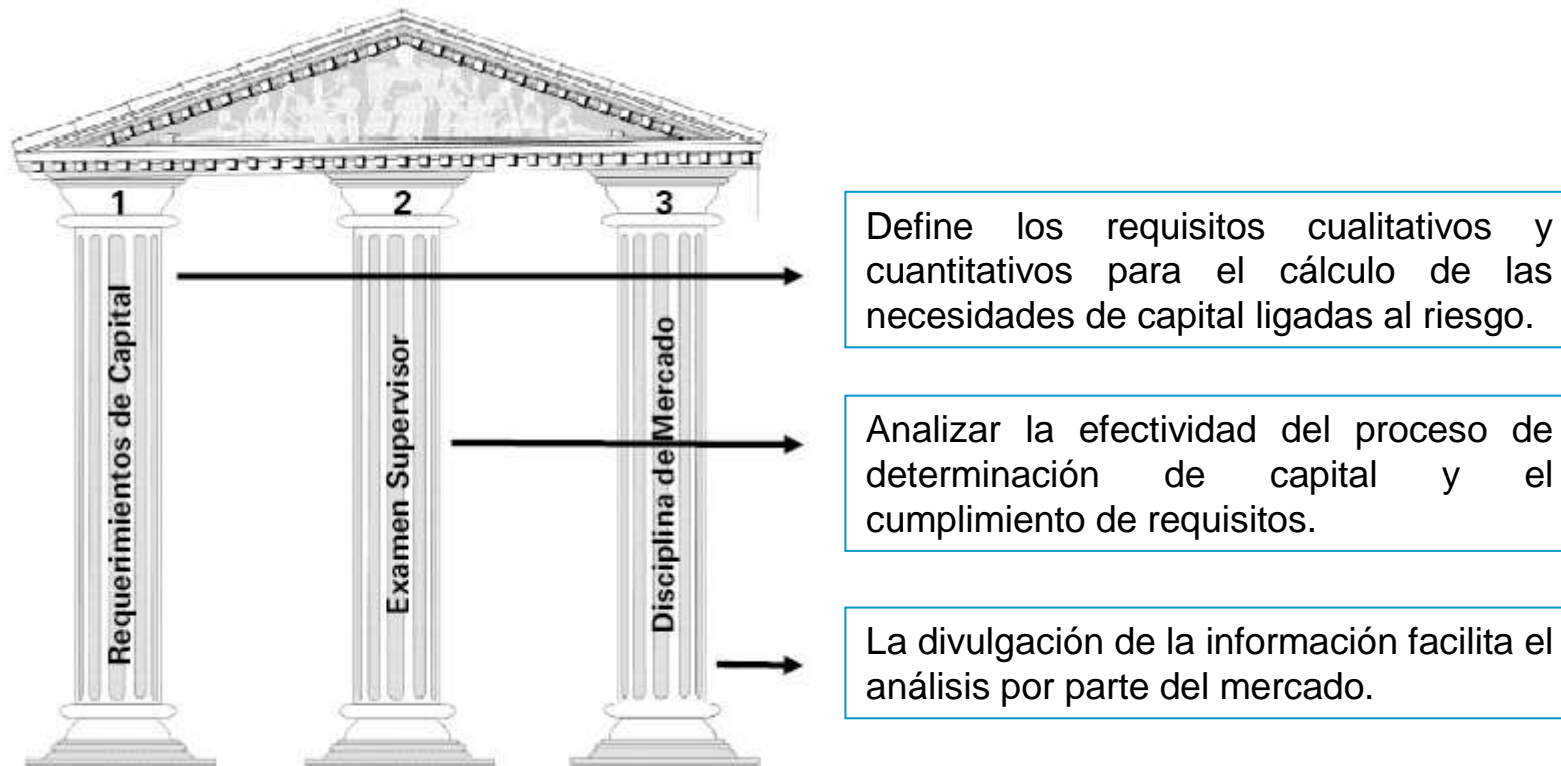 1
2
3
Requerimientos de Capital
Examen Supervisor
Disciplina de Mercado
Define los requisitos cualitativos y
cuantitativos para el cálculo de las
necesidades de capital ligadas al riesgo.
Analizar la efectividad del proceso de
determinación de capital y el
cumplimiento de requisitos.
La divulgación de la información facilita el
análisis por parte del mercado.